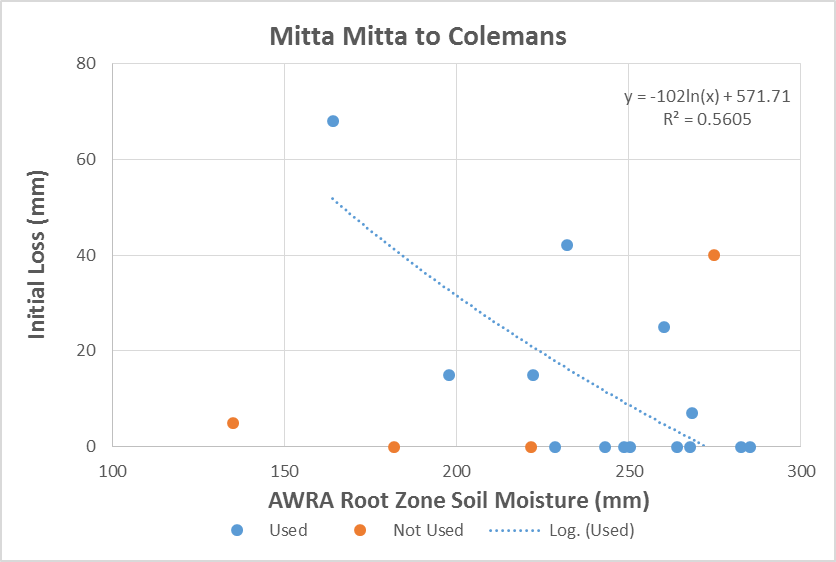 Mitta Mitta to Colemans
80
y = -102ln(x) + 571.71
R² = 0.5605
60
Initial Loss (mm)
40
20
0
100 150 200 250 300
AWRA Root Zone Soil Moisture (mm)
Used Not Used Log. (Used)